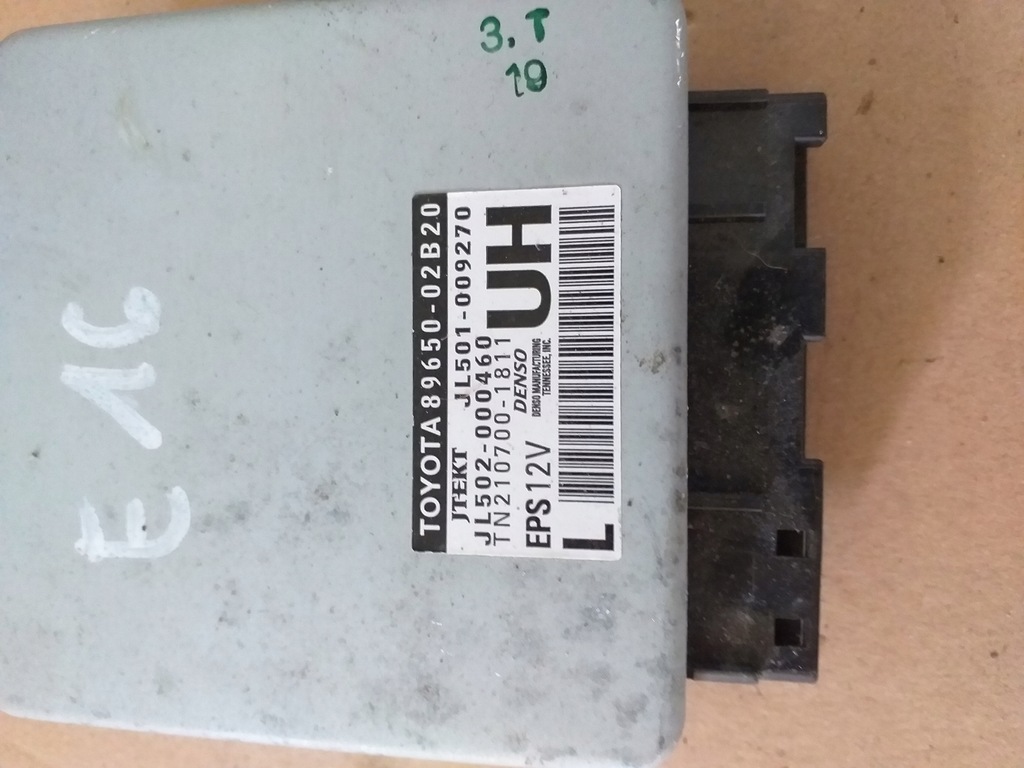 3. T
19
E 16
TOYOTA 89650-02B20
JTEKT JL501-009270
JL502-000460
TN210700-1811
UH
EPS 12V DENSO
DENSO MANUFACTURING
TENNESSEE, INC.
L